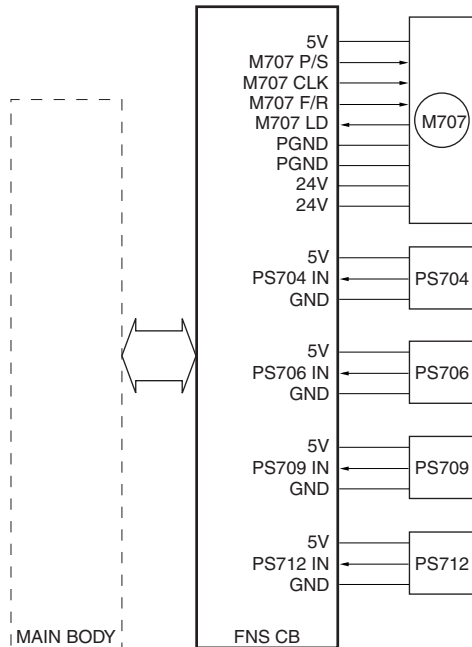 5V
M707 P/S
M707 CLK
M707 F/R
M707 LD
PGND
PGND
24V
24V
M707
5V
PS704 IN
GND
PS704
5V
PS706 IN
GND
PS706
5V
PS709 IN
GND
PS709
5V
PS712 IN
GND
PS712
MAIN BODY
FNS CB